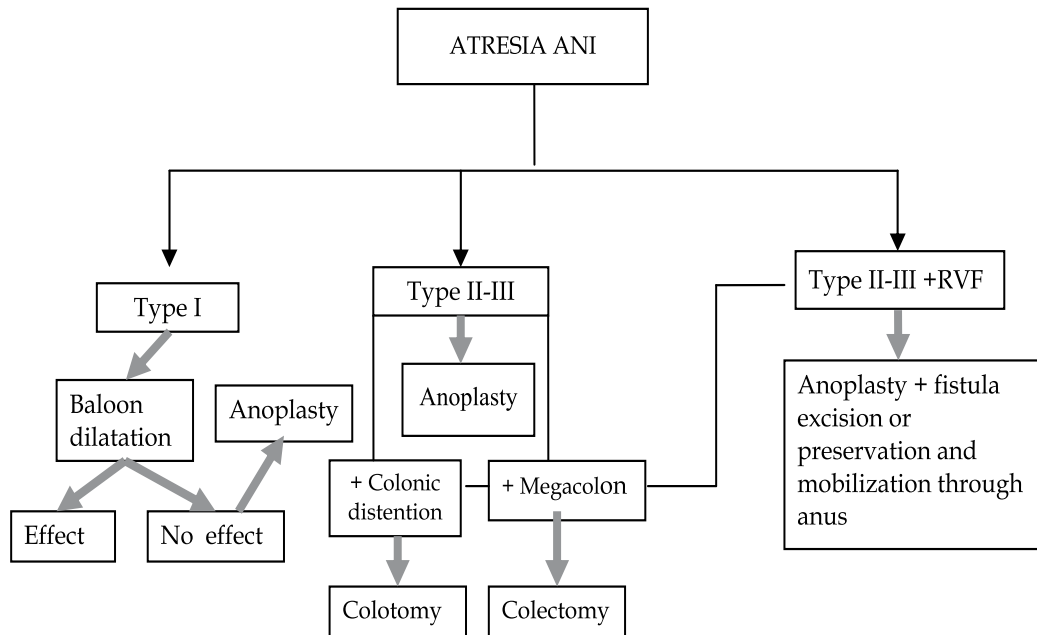 ATRESIA ANI
Type I
Type II-III
Type II-III +RVF
Baloon
dilatation
Anoplasty
Anoplasty
Anoplasty + fistula
excision or
preservation and
mobilization through
anus
Effect
No effect
+ Colonic
distention
+ Megacolon
Colotomy
Colectomy